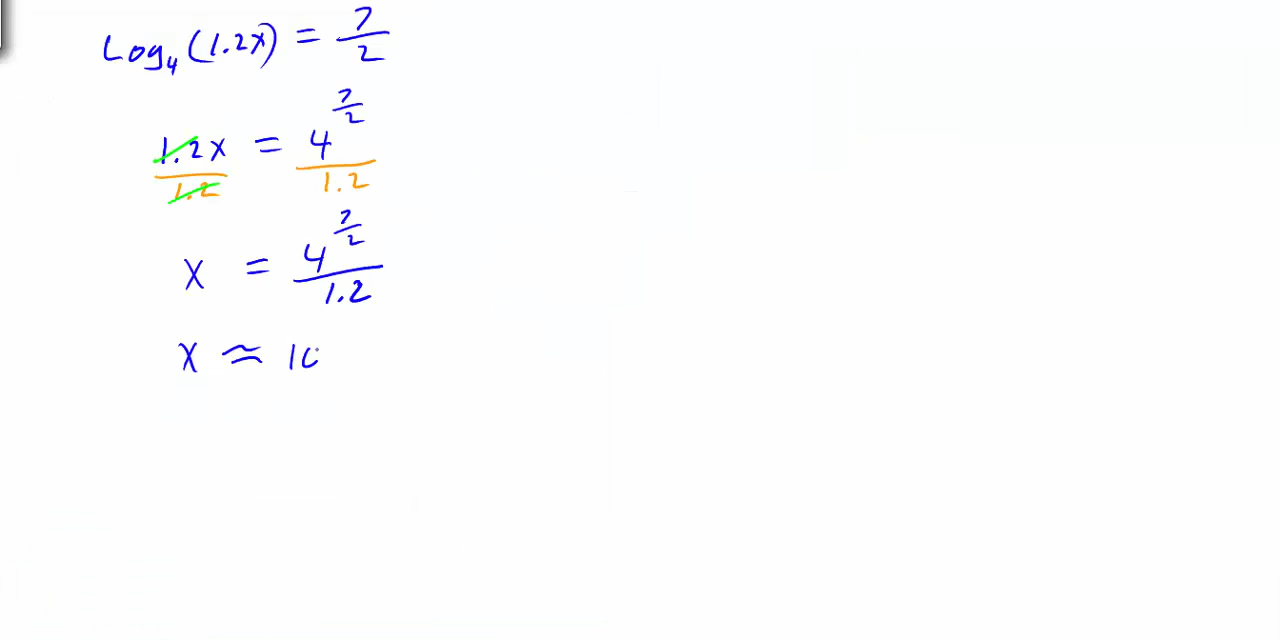 Log₄(1.2x) = 7/2
1.2x/1.2 = 4^(7/2)/1.2
x = 4^(7/2)/1.2
x ≈ 10